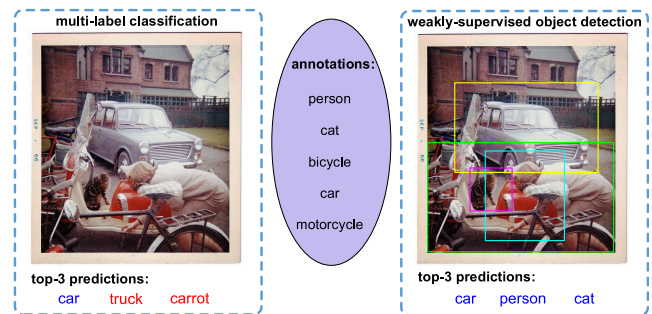 multi-label classification
top-3 predictions:
car truck carrot
annotations:
person
cat
bicycle
car
motorcycle
weakly-supervised object detection
top-3 predictions:
car person cat